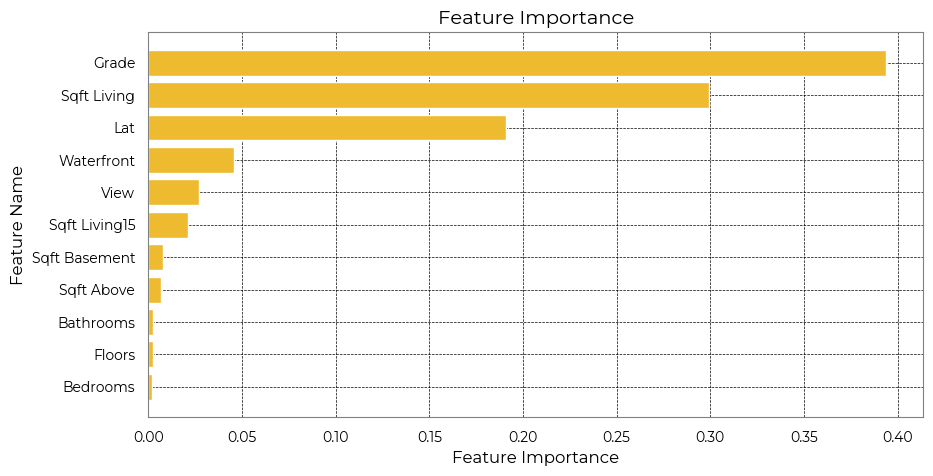 Feature Importance
Feature Name
Grade
Sqft Living
Lat
Waterfront
View
Sqft Living15
Sqft Basement
Sqft Above
Bathrooms
Floors
Bedrooms
0.00 0.05 0.10 0.15 0.20 0.25 0.30 0.35 0.40
Feature Importance